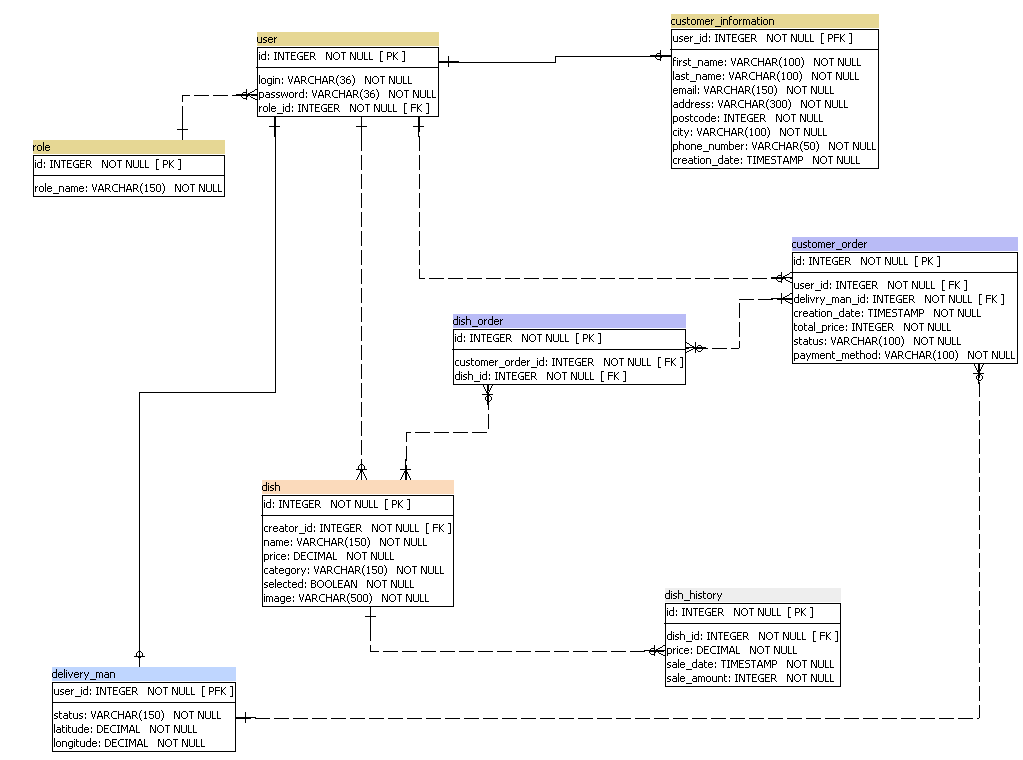 user
id: INTEGER NOT NULL [ PK ]
login: VARCHAR(36) NOT NULL
password: VARCHAR(36) NOT NULL
role_id: INTEGER NOT NULL [ FK ]
customer_information
user_id: INTEGER NOT NULL [ PFK ]
first_name: VARCHAR(100) NOT NULL
last_name: VARCHAR(100) NOT NULL
email: VARCHAR(150) NOT NULL
address: VARCHAR(300) NOT NULL
postcode: INTEGER NOT NULL
city: VARCHAR(100) NOT NULL
phone_number: VARCHAR(50) NOT NULL
creation_date: TIMESTAMP NOT NULL
role
id: INTEGER NOT NULL [ PK ]
role_name: VARCHAR(150) NOT NULL
customer_order
id: INTEGER NOT NULL [ PK ]
user_id: INTEGER NOT NULL [ FK ]
delivry_man_id: INTEGER NOT NULL [ FK ]
creation_date: TIMESTAMP NOT NULL
total_price: INTEGER NOT NULL
status: VARCHAR(100) NOT NULL
payment_method: VARCHAR(100) NOT NULL
dish_order
id: INTEGER NOT NULL [ PK ]
customer_order_id: INTEGER NOT NULL [ FK ]
dish_id: INTEGER NOT NULL [ FK ]
dish
id: INTEGER NOT NULL [ PK ]
creator_id: INTEGER NOT NULL [ FK ]
name: VARCHAR(150) NOT NULL
price: DECIMAL NOT NULL
category: VARCHAR(150) NOT NULL
selected: BOOLEAN NOT NULL
image: VARCHAR(500) NOT NULL
dish_history
id: INTEGER NOT NULL [ PK ]
dish_id: INTEGER NOT NULL [ FK ]
price: DECIMAL NOT NULL
sale_date: TIMESTAMP NOT NULL
sale_amount: INTEGER NOT NULL
delivery_man
user_id: INTEGER NOT NULL [ PFK ]
status: VARCHAR(150) NOT NULL
latitude: DECIMAL NOT NULL
longitude: DECIMAL NOT NULL